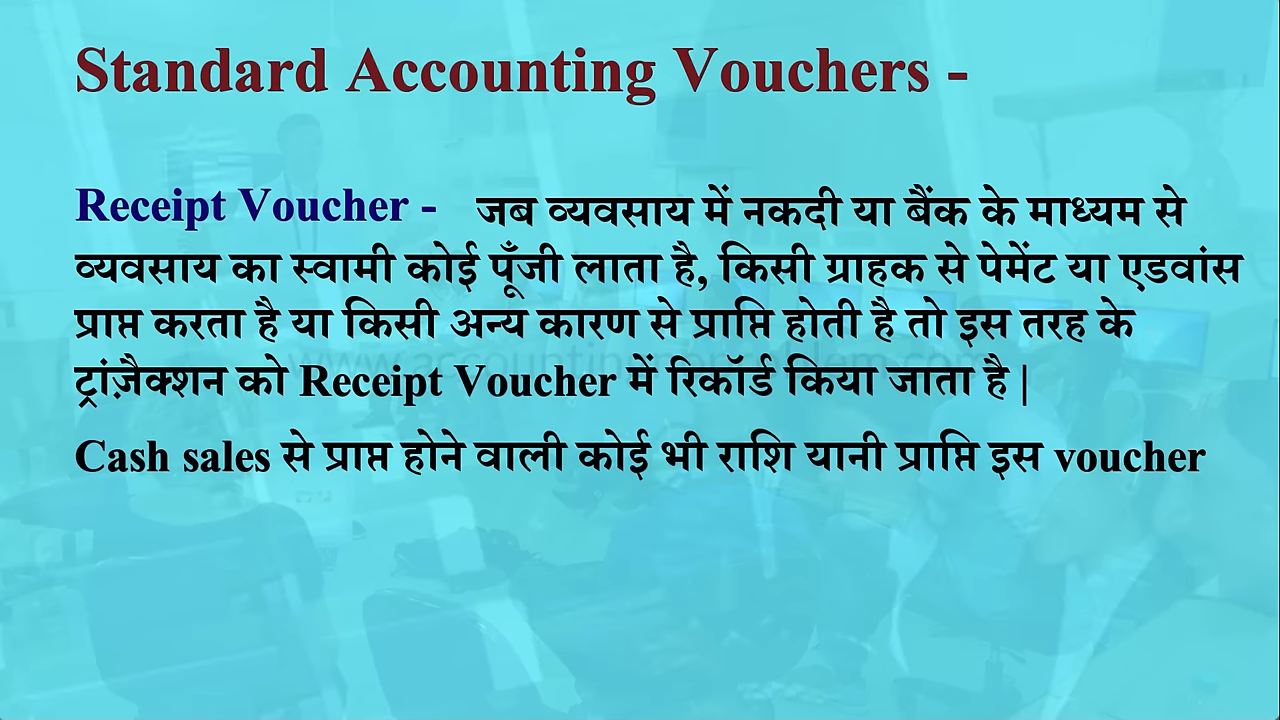 Standard Accounting Vouchers -
Receipt Voucher - जब व्यवसाय में नकदी या बैंक के माध्यम से
व्यवसाय का स्वामी कोई पूँजी लाता है, किसी ग्राहक से पेमेंट या एडवांस
प्राप्त करता है या किसी अन्य कारण से प्राप्ति होती है तो इस तरह के
ट्रांज़ैक्शन को Receipt Voucher में रिकॉर्ड किया जाता है |
Cash sales से प्राप्त होने वाली कोई भी राशि यानी प्राप्ति इस voucher